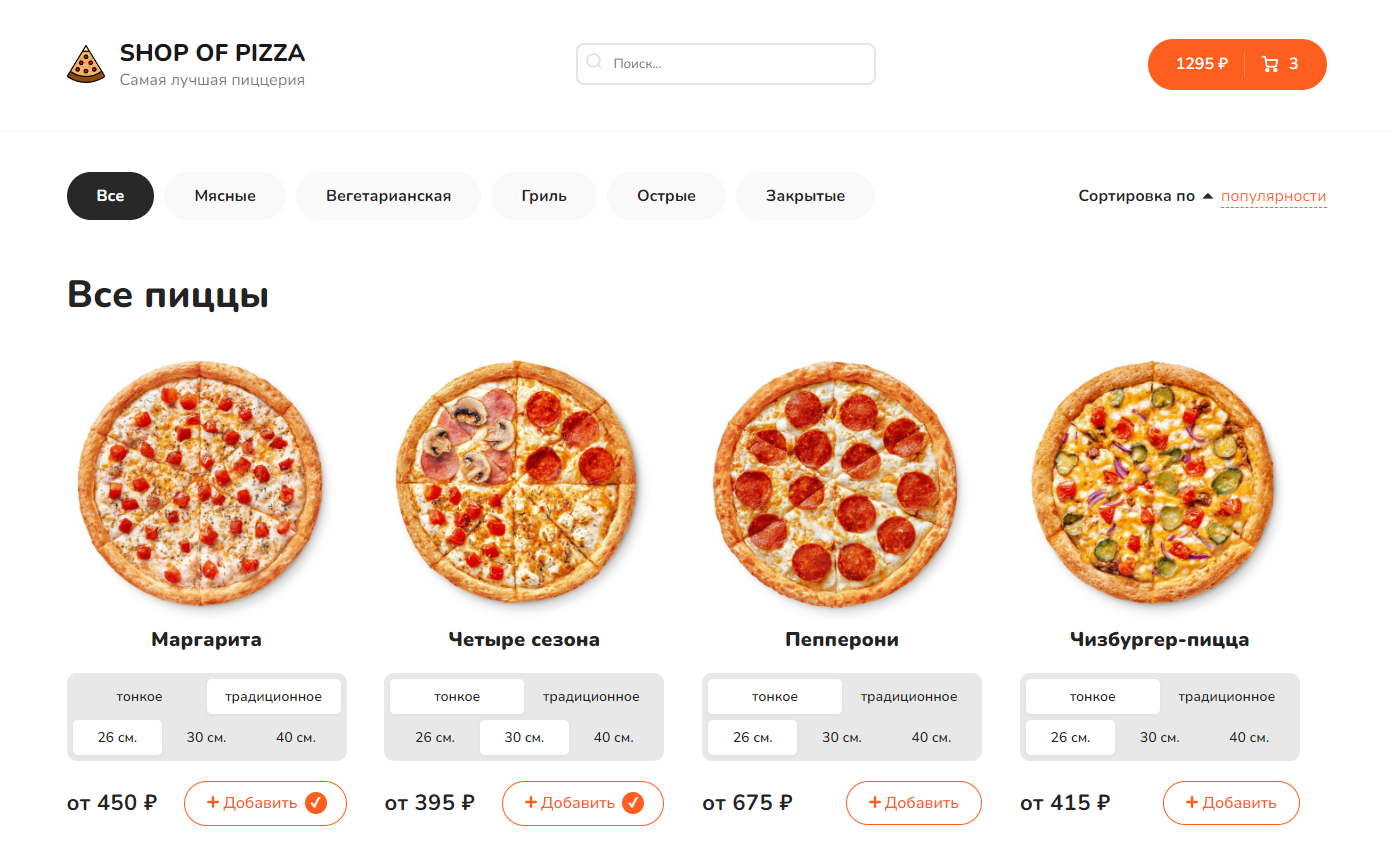 SHOP OF PIZZA
Самая лучшая пиццерия
Поиск...
1295 ₽ 3
Все Мясные Вегетарианская Гриль Острые Закрытые Сортировка по популярности
Все пиццы
Маргарита Четыре сезона Пепперони Чизбургер-пицца
тонкое традиционное тонкое традиционное тонкое традиционное тонкое традиционное
26 см. 30 см. 40 см. 26 см. 30 см. 40 см. 26 см. 30 см. 40 см. 26 см. 30 см. 40 см.
от 450 ₽ + Добавить от 395 ₽ + Добавить от 675 ₽ + Добавить от 415 ₽ + Добавить